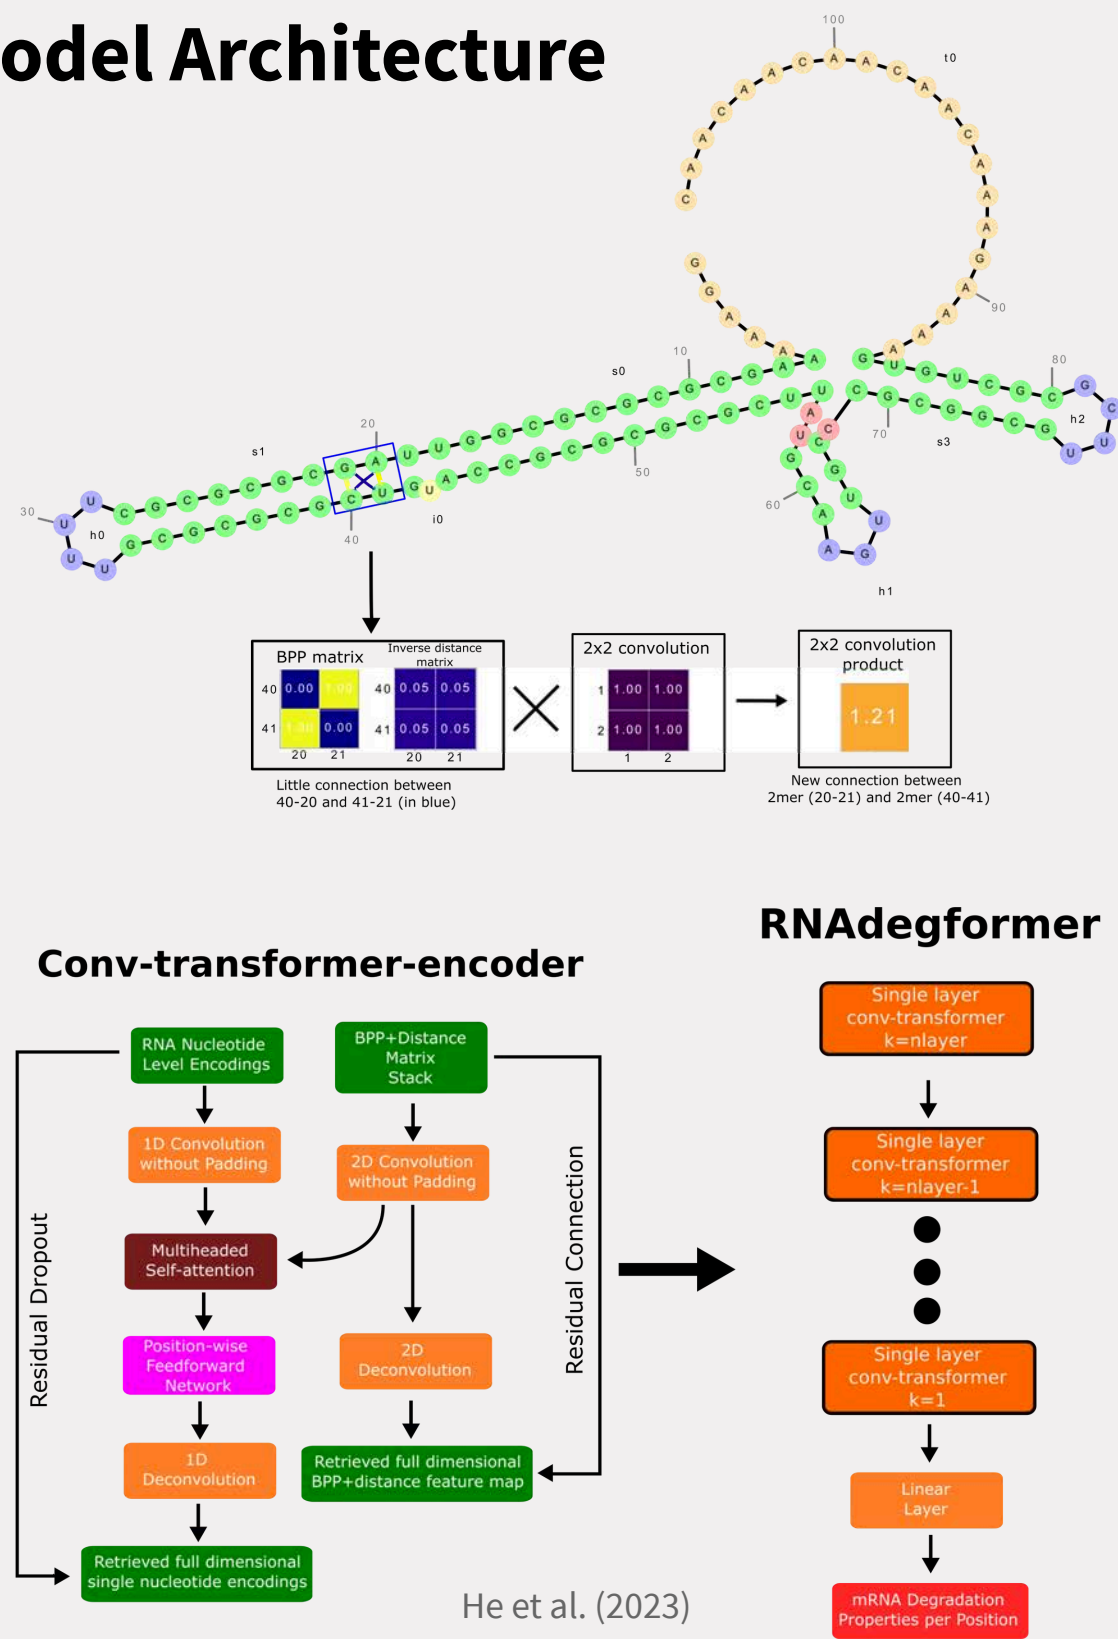 odel Architecture
100
t0
A
C
A
A
C
A
A
C
A
A
C
A
A
C
A
A
A
G
A
A
A
A
90
G
G
A
A
A
A
10
s0
s1
20
30
h0
40
i0
50
60
h1
70
s3
80
h2
BPP matrix
Inverse distance
matrix
40 0.00 1.00
41 1.00 0.00
20 21
40 0.05 0.05
41 0.05 0.05
20 21
2x2 convolution
1 1.00 1.00
2 1.00 1.00
1 2
2x2 convolution
product
1.21
Little connection between
40-20 and 41-21 (in blue)
New connection between
2mer (20-21) and 2mer (40-41)
Conv-transformer-encoder
RNA Nucleotide
Level Encodings
1D Convolution
without Padding
Multiheaded
Self-attention
Position-wise
Feedforward
Network
1D
Deconvolution
Retrieved full dimensional
single nucleotide encodings
Residual Dropout
BPP+Distance
Matrix
Stack
2D Convolution
without Padding
2D
Deconvolution
Retrieved full dimensional
BPP+distance feature map
Residual Connection
RNAdegformer
Single layer
conv-transformer
k=nlayer
Single layer
conv-transformer
k=nlayer-1
Single layer
conv-transformer
k=1
Linear
Layer
mRNA Degradation
Properties per Position
He et al. (2023)